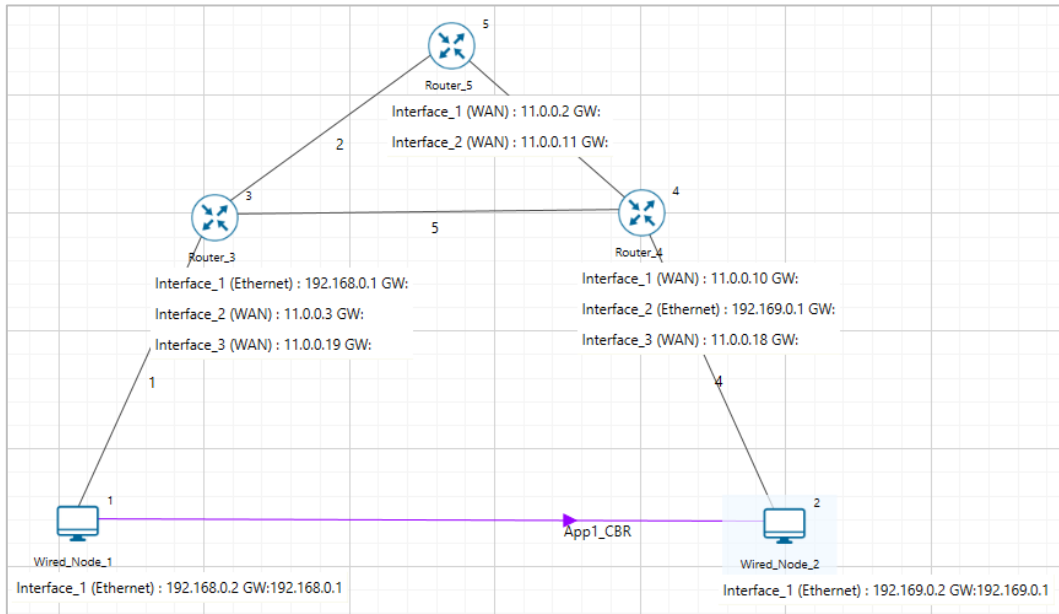 5
Router_5
Interface_1 (WAN) : 11.0.0.2 GW:
Interface_2 (WAN) : 11.0.0.11 GW:
2
3
4
5
Router_3
Router_4
Interface_1 (Ethernet) : 192.168.0.1 GW:
Interface_2 (WAN) : 11.0.0.3 GW:
Interface_3 (WAN) : 11.0.0.19 GW:
Interface_1 (WAN) : 11.0.0.10 GW:
Interface_2 (Ethernet) : 192.169.0.1 GW:
Interface_3 (WAN) : 11.0.0.18 GW:
1
4
1
2
App1_CBR
Wired_Node_1
Wired_Node_2
Interface_1 (Ethernet) : 192.168.0.2 GW:192.168.0.1
Interface_1 (Ethernet) : 192.169.0.2 GW:192.169.0.1